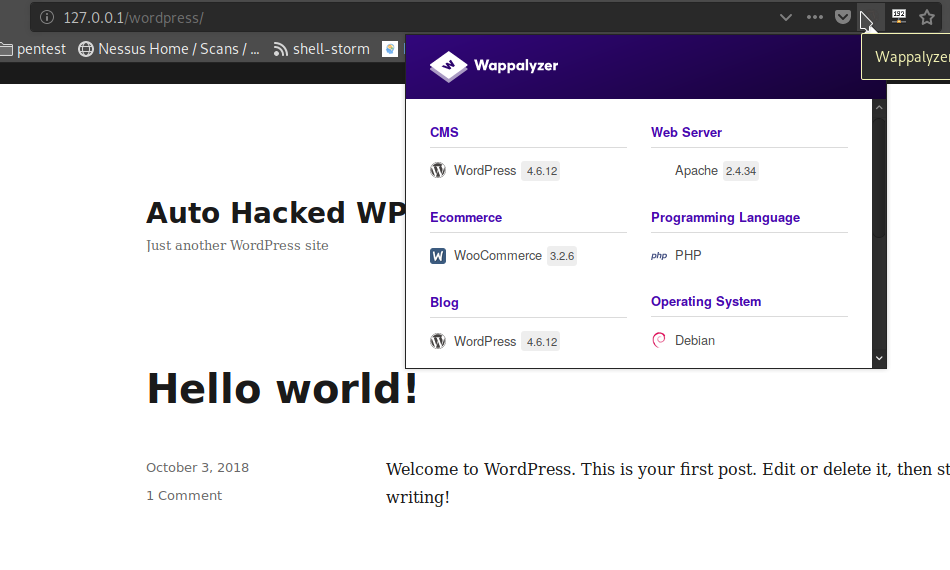 127.0.0.1/wordpress/
192
pentest
Nessus Home / Scans / ...
shell-storm
Wappalyzer
Wappalyzer
CMS
WordPress 4.6.12
Web Server
Apache 2.4.34
Ecommerce
WooCommerce 3.2.6
Programming Language
php PHP
Blog
WordPress 4.6.12
Operating System
Debian
Auto Hacked WP
Just another WordPress site
Hello world!
October 3, 2018
1 Comment
Welcome to WordPress. This is your first post. Edit or delete it, then st
writing!